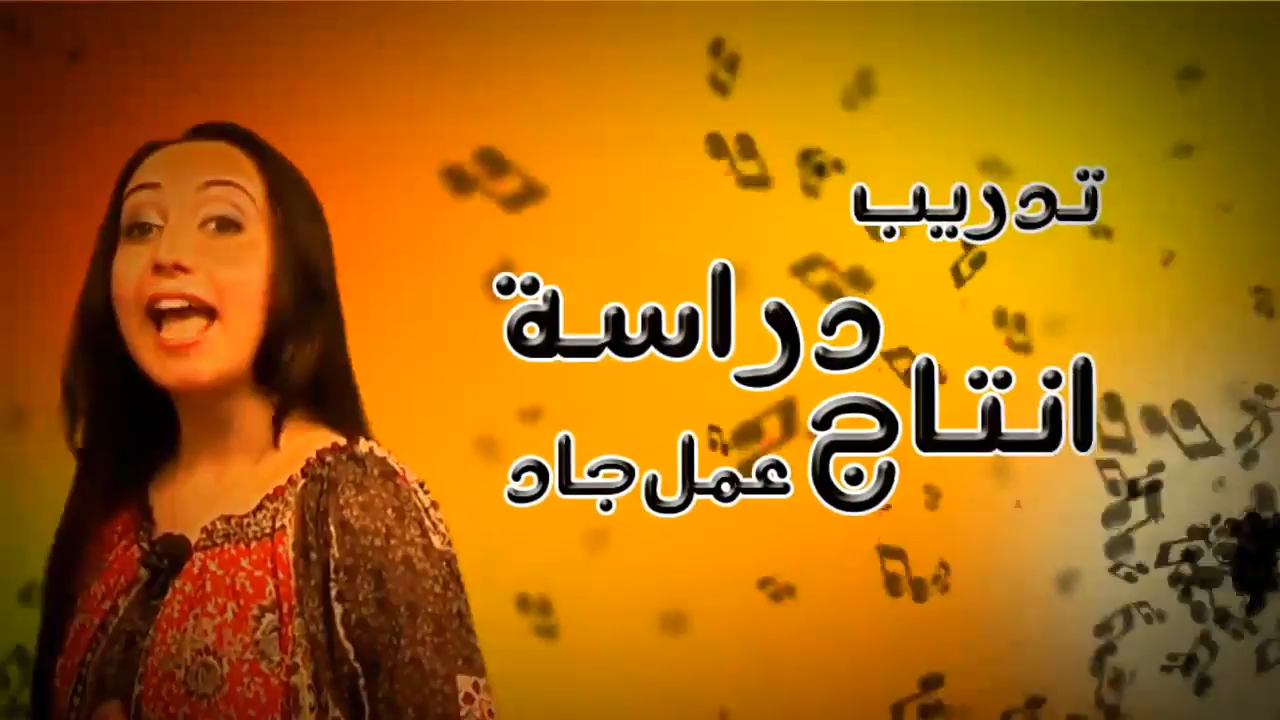 تدريب
دراسة
انتاج
عمل جاد